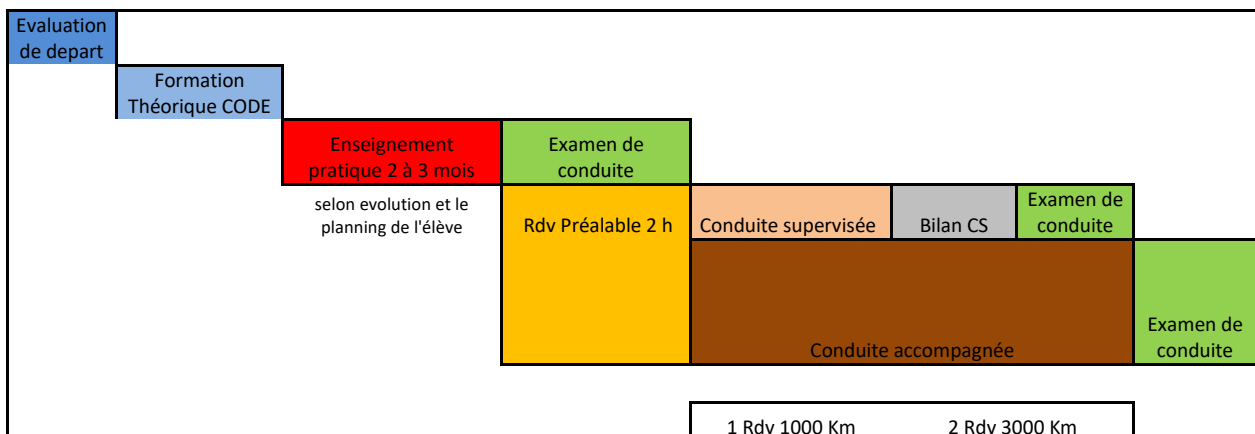 Evaluation
de depart
Formation
Théorique CODE
Enseignement
pratique 2 à 3 mois
Examen de
conduite
selon evolution et le
planning de l'élève
Rdv Préalable 2 h
Conduite supervisée
Bilan CS
Examen de
conduite
Conduite accompagnée
Examen de
conduite
1 Rdv 1000 Km
2 Rdv 3000 Km